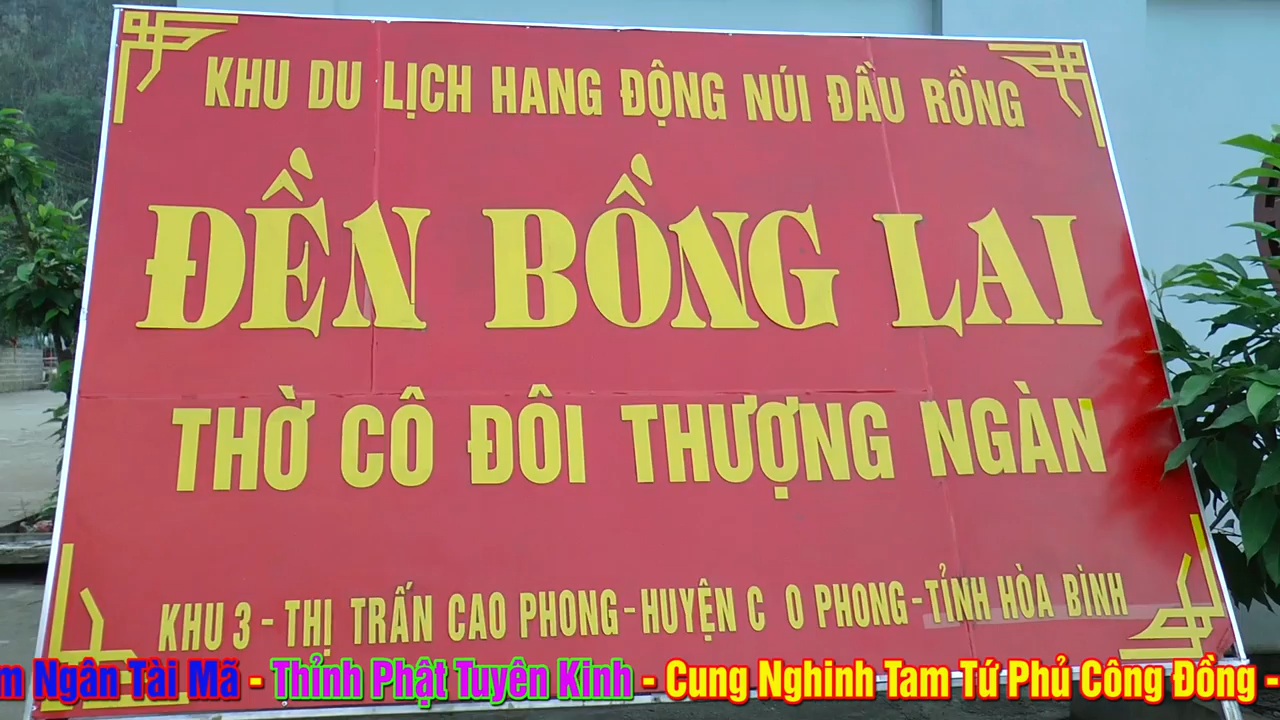 KHU DU LỊCH HANG ĐỘNG NÚI ĐẦU RỒNG
ĐỀN BỒNG LAI
THỜ CÔ ĐÔI THƯỢNG NGÀN
KHU 3 - THỊ TRẤN CAO PHONG - HUYỆN C O PHONG - TỈNH HÒA BÌNH
Ngân Tài Mã - Thỉnh Phật Tuyên Kinh - Cung Nghinh Tam Tứ Phủ Công Đồng -